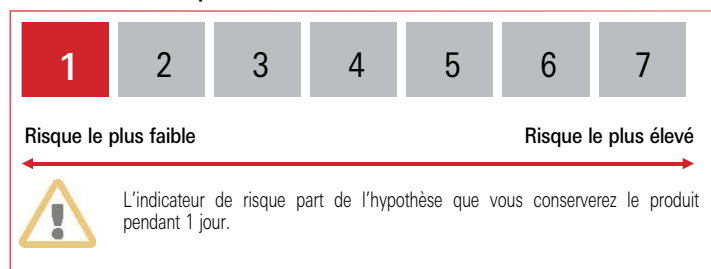 1 2 3 4 5 6 7
Risque le plus faible Risque le plus élevé
L'indicateur de risque part de l'hypothèse que vous conserverez le produit
pendant 1 jour.